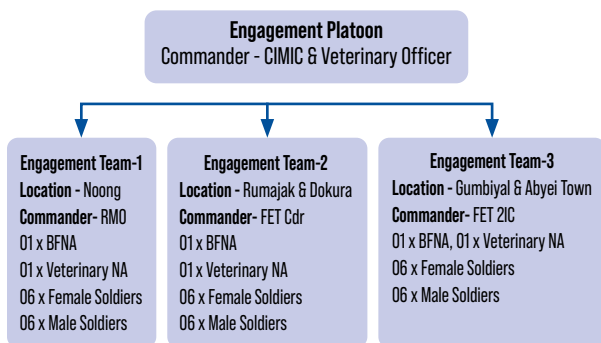 Engagement Platoon
Commander - CIMIC & Veterinary Officer
Engagement Team-1
Location - Noong
Commander- RMO
01 x BFNA
01 x Veterinary NA
06 x Female Soldiers
06 x Male Soldiers
Engagement Team-2
Location - Rumajak & Dokura
Commander- FET Cdr
01 x BFNA
01 x Veterinary NA
06 x Female Soldiers
06 x Male Soldiers
Engagement Team-3
Location - Gumbiyal & Abyei Town
Commander- FET 2IC
01 x BFNA, 01 x Veterinary NA
06 x Female Soldiers
06 x Male Soldiers